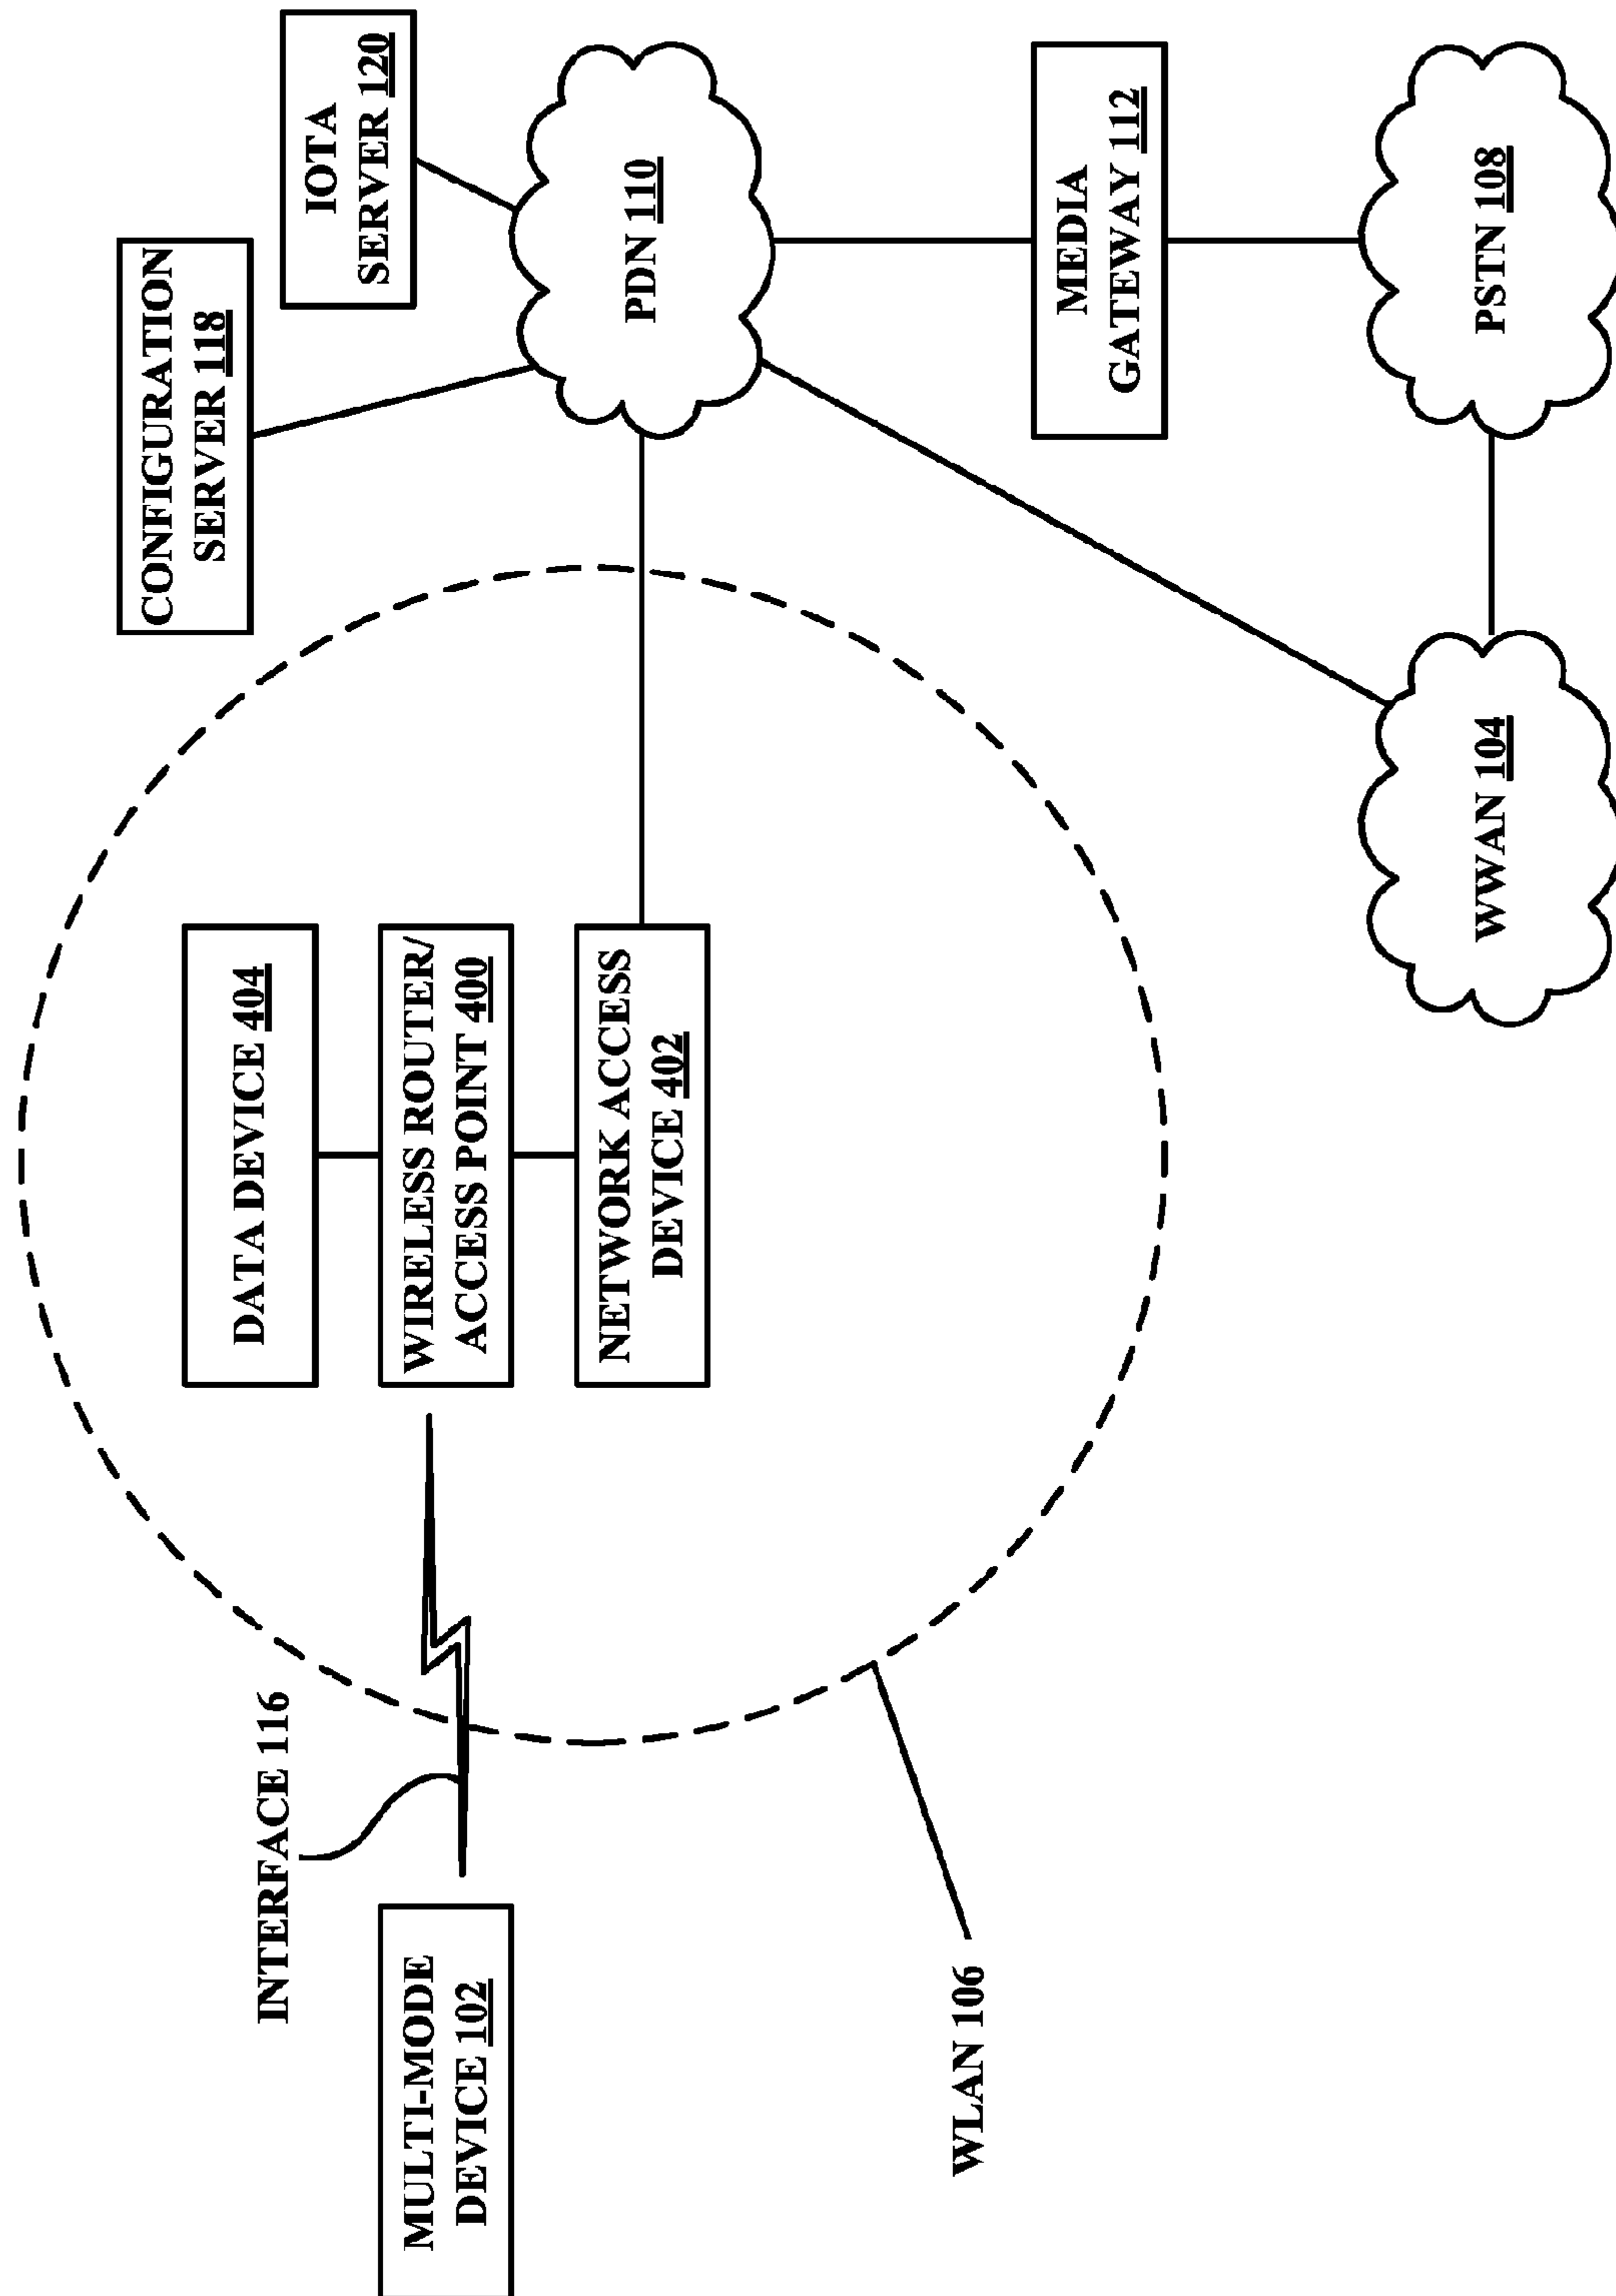 MULTI-MODE
DEVICE 102
INTERFACE 116
WLAN 106
DATA DEVICE 404
WIRELESS ROUTER/
ACCESS POINT 400
NETWORK ACCESS
DEVICE 402
CONFIGURATION
SERVER 118
IOTA
SERVER 120
PDN 110
MEDIA
GATEWAY 112
WWAN 104
PSTN 108